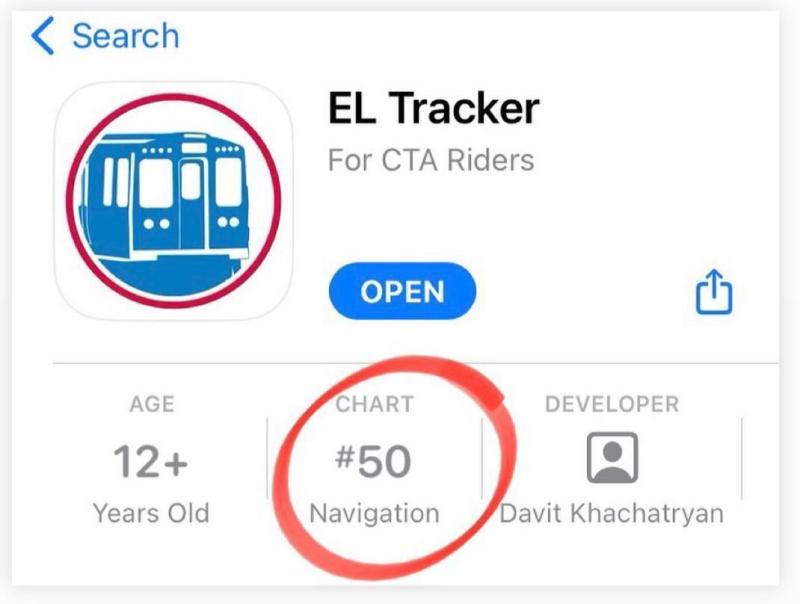 Search
EL Tracker
For CTA Riders
OPEN
AGE
12+
Years Old
CHART
#50
Navigation
DEVELOPER
Davit Khachatryan